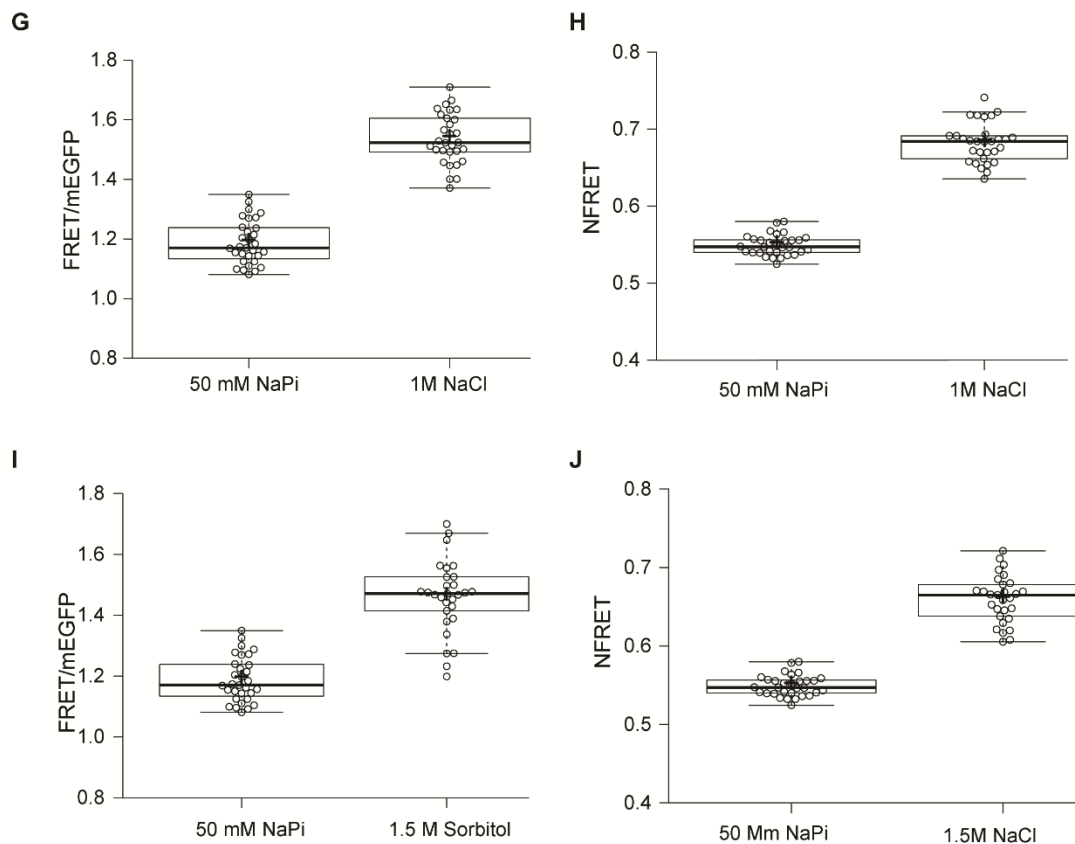 G
FRET/mEGFP
1.8
1.6
1.4
1.2
1.0
0.8
50 mM NaPi 1M NaCl
H
NFRET
0.8
0.7
0.6
0.5
0.4
50 mM NaPi 1M NaCl
I
FRET/mEGFP
1.8
1.6
1.4
1.2
1.0
0.8
50 mM NaPi 1.5 M Sorbitol
J
NFRET
0.8
0.7
0.6
0.5
0.4
50 Mm NaPi 1.5M NaCl